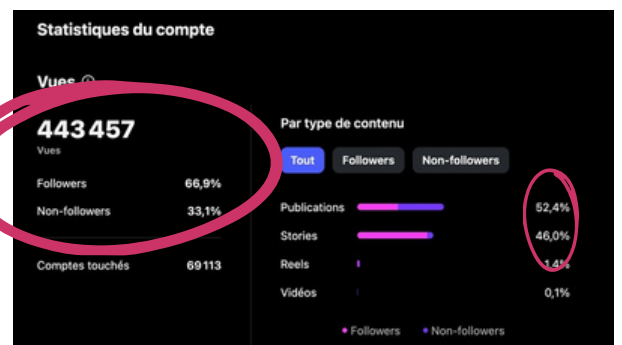 Statistiques du compte
Vues
443 457
Vues
Followers 66,9%
Non-followers 33,1%
Comptes touchés 69 113
Par type de contenu
Tout Followers Non-followers
Publications 52,4%
Stories 46,0%
Reels 1,4%
Vidéos 0,1%
Followers Non-followers